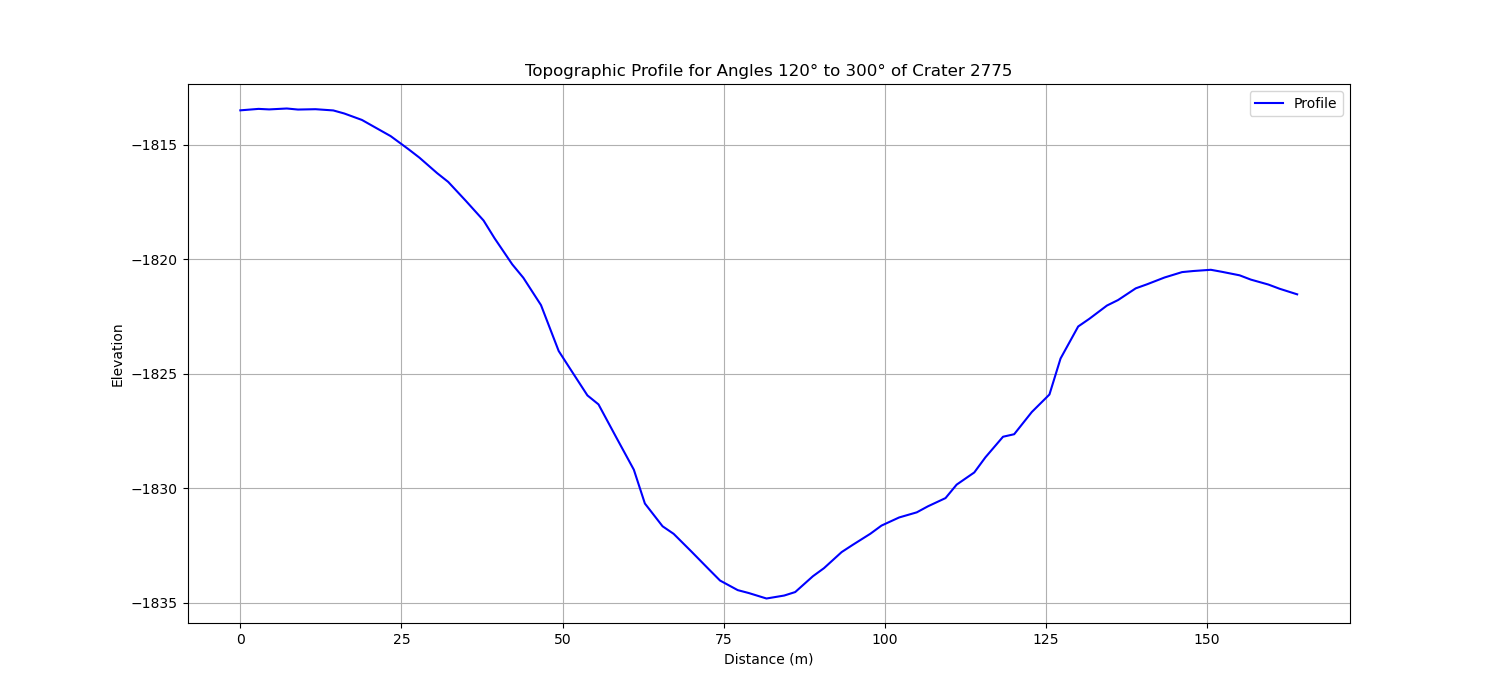 Topographic Profile for Angles 120° to 300° of Crater 2775
Profile
−1815
−1820
−1825
−1830
−1835
Elevation
0 25 50 75 100 125 150
Distance (m)